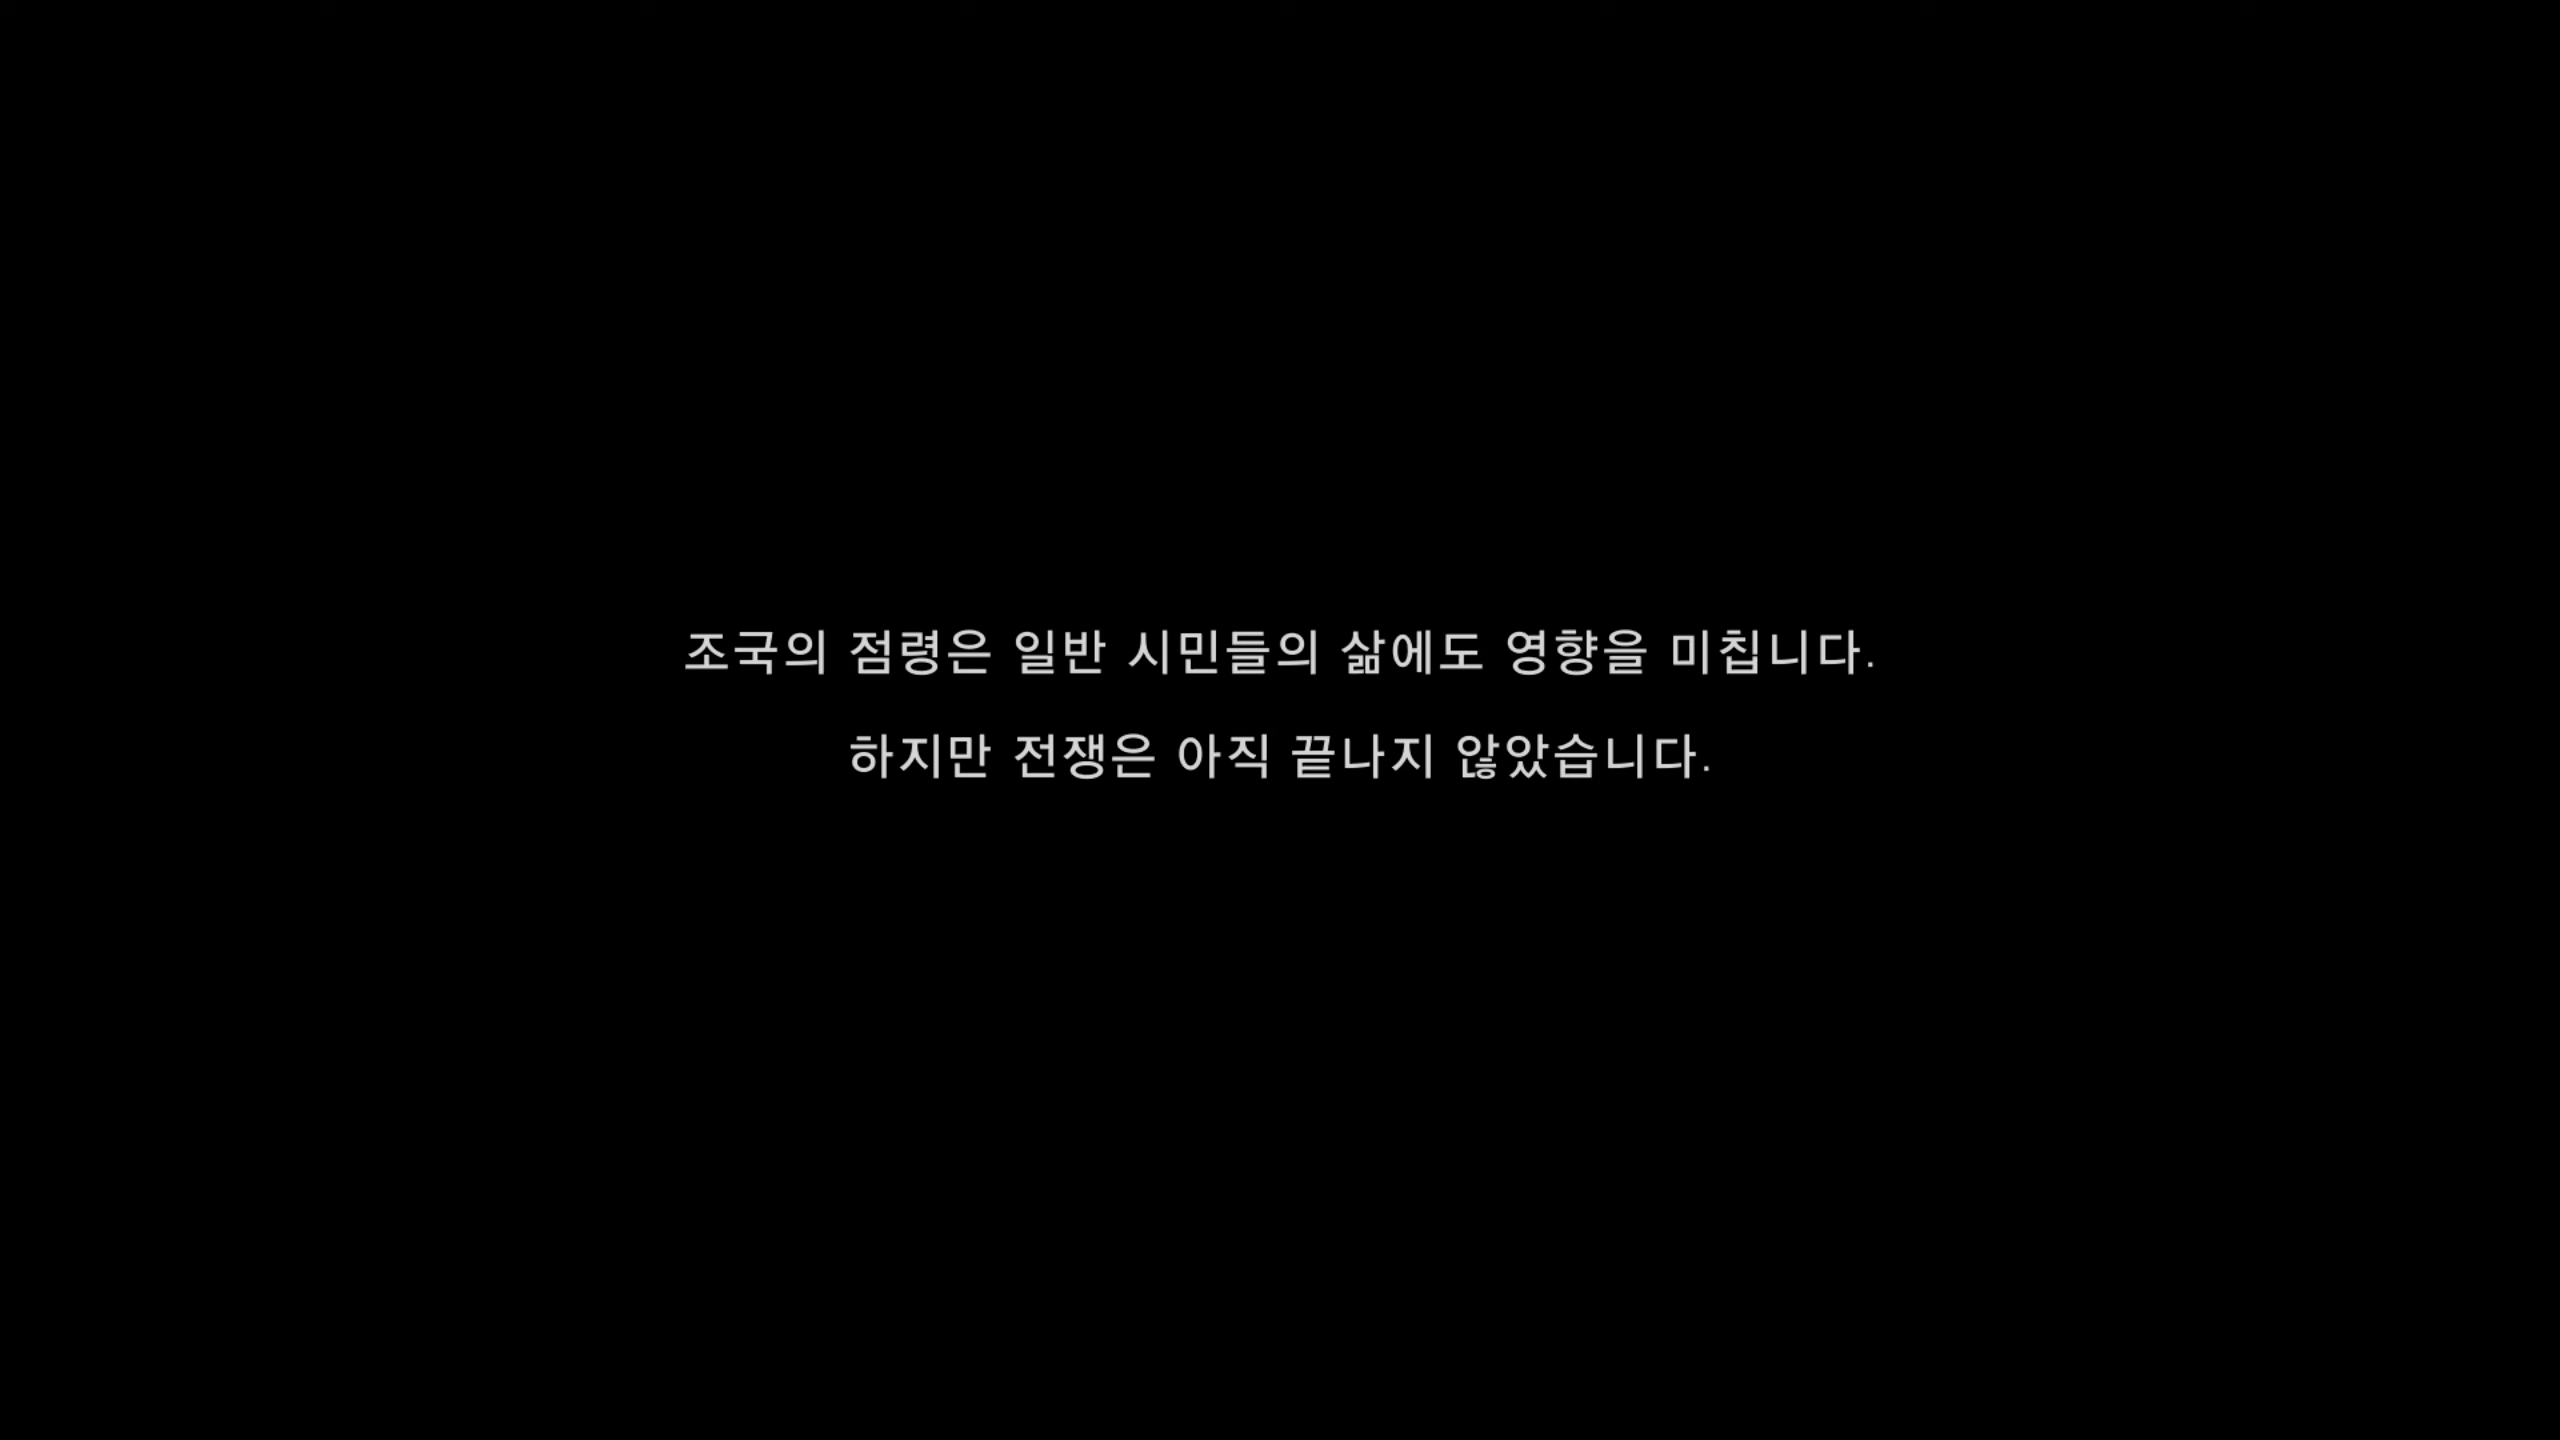 조국의 점령은 일반 시민들의 삶에도 영향을 미칩니다.
하지만 전쟁은 아직 끝나지 않았습니다.